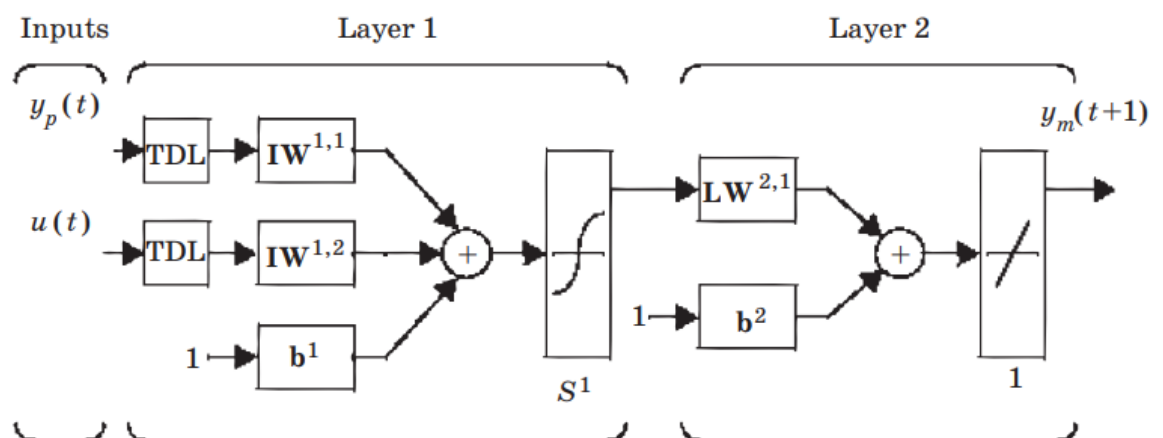 Inputs Layer 1 Layer 2
y_p(t) y_m(t+1)
TDL IW^{1,1}
LW^{2,1}
u(t) TDL IW^{1,2} + +
1 b^2
1 b^1
S^1 1